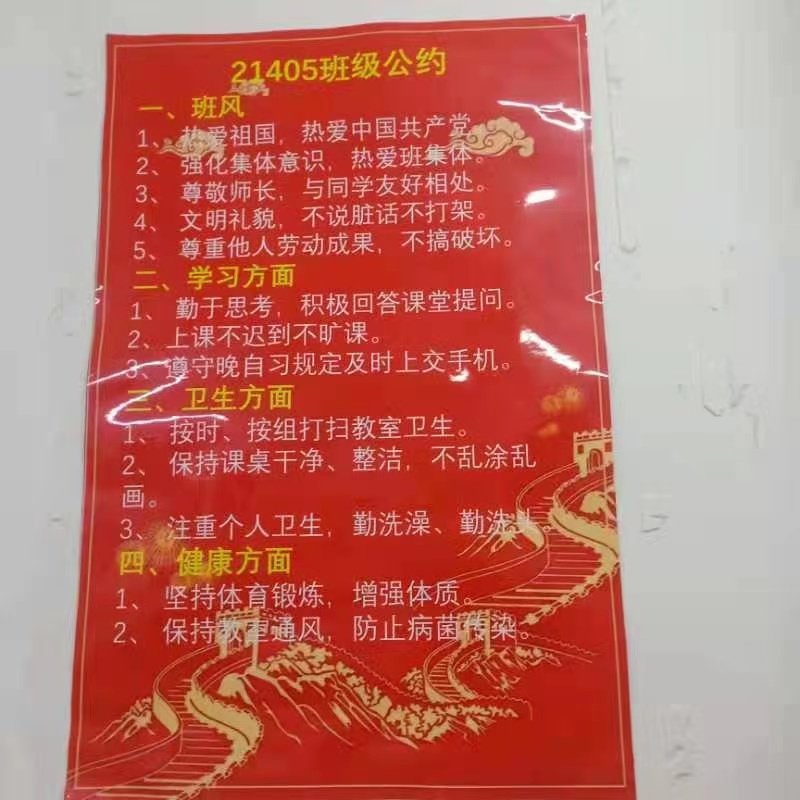 21405班级公约
一、班风
1、热爱祖国，热爱中国共产党。
2、强化集体意识，热爱班集体。
3、尊敬师长，与同学友好相处。
4、文明礼貌，不说脏话不打架。
5、尊重他人劳动成果，不搞破坏。
二、学习方面
1、勤于思考，积极回答课堂提问。
2、上课不迟到不旷课。
3、遵守晚自习规定及时上交手机。
三、卫生方面
1、按时、按组打扫教室卫生。
2、保持课桌干净、整洁，不乱涂乱
画。
3、注重个人卫生，勤洗澡、勤洗头。
四、健康方面
1、坚持体育锻炼，增强体质。
2、保持教室通风，防止病菌传染。